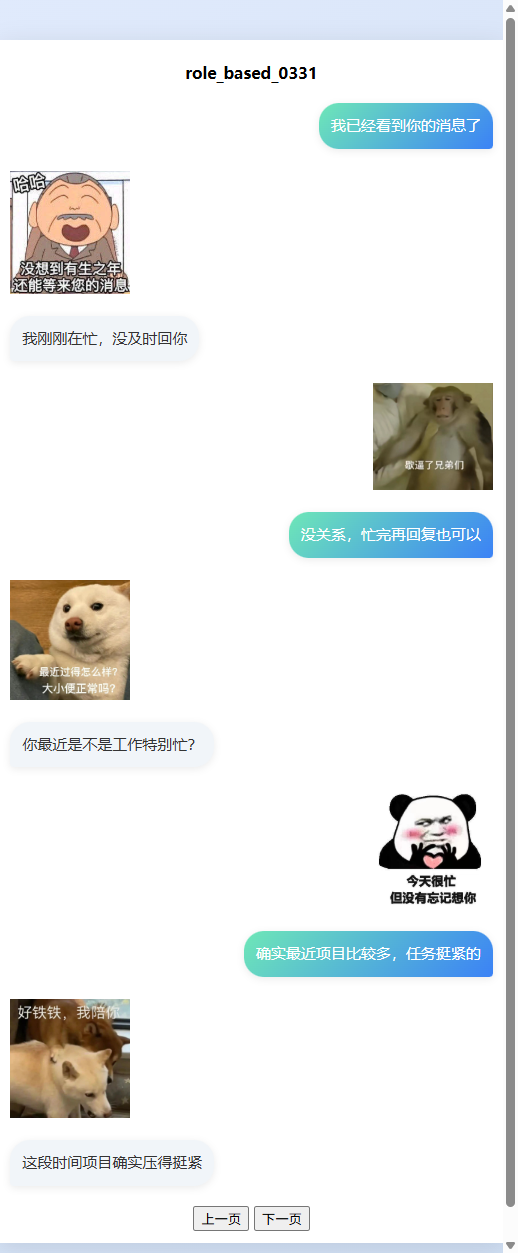 role_based_0331
我已经看到你的消息了
哈哈
没想到有生之年
还能等来您的消息
我刚刚在忙，没及时回你
歇逼了兄弟们
没关系，忙完再回复也可以
最近过得怎么样？
大小便正常吗？
你最近是不是工作特别忙？
今天很忙
但没有忘记想你
确实最近项目比较多，任务挺紧的
好铁铁，我陪你
这段时间项目确实压得挺紧
上一页
下一页